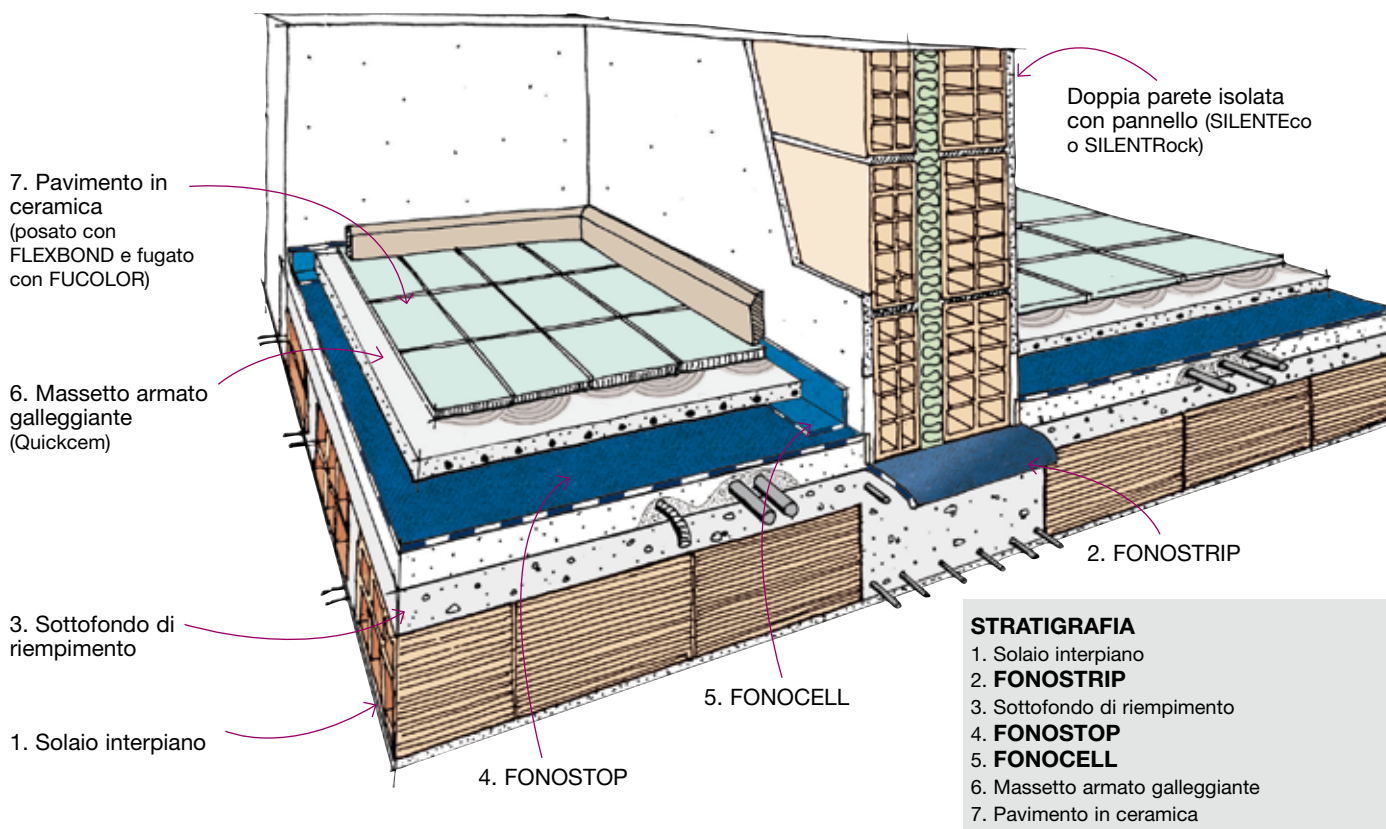 Doppia parete isolata
con pannello (SILENTEco
o SILENTRock)
7. Pavimento in
ceramica
(posato con
FLEXBOND e fugato
con FUCOLOR)
6. Massetto armato
galleggiante
(Quickcem)
3. Sottofondo di
riempimento
1. Solaio interpiano
4. FONOSTOP
5. FONOCELL
2. FONOSTRIP
STRATIGRAFIA
1. Solaio interpiano
2. FONOSTRIP
3. Sottofondo di riempimento
4. FONOSTOP
5. FONOCELL
6. Massetto armato galleggiante
7. Pavimento in ceramica